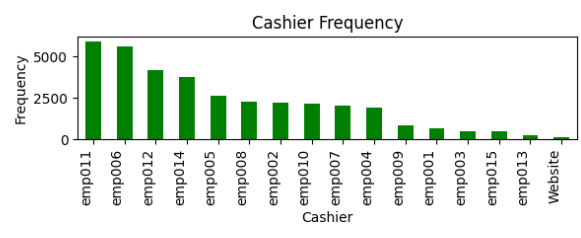 Cashier Frequency
Frequency
5000
2500
0
emp011
emp006
emp012
emp014
emp005
emp008
emp002
emp010
emp007
emp004
emp009
emp001
emp003
emp015
emp013
Website
Cashier